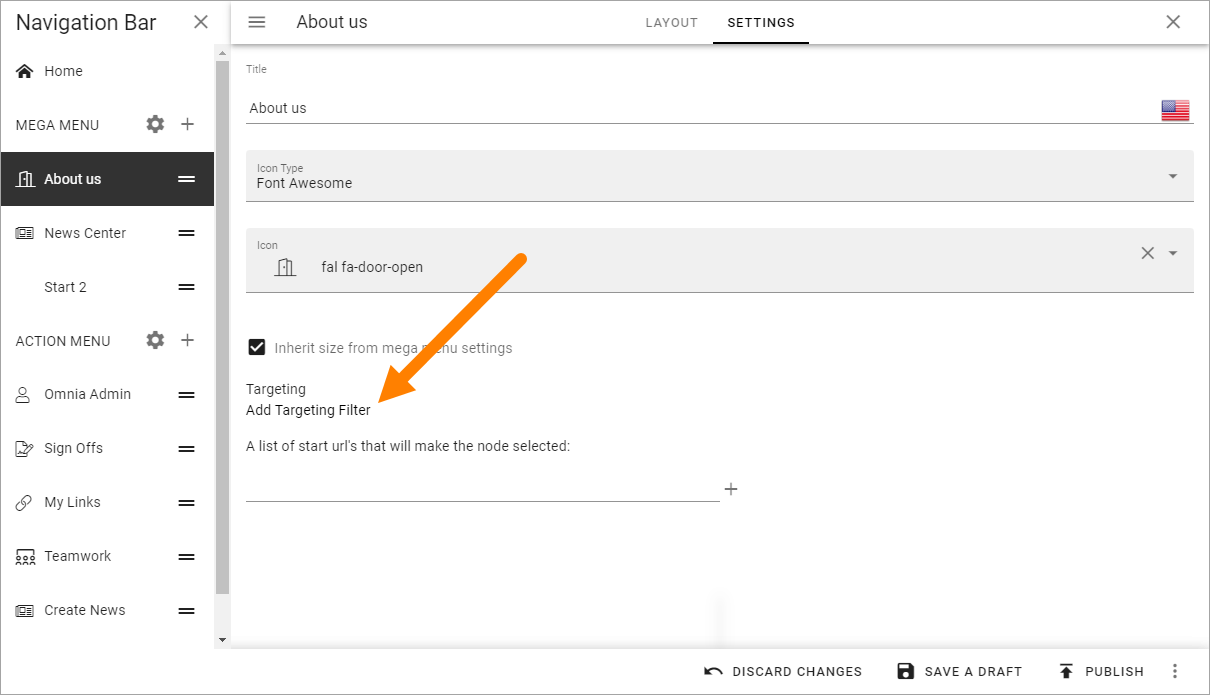 Navigation Bar
About us
LAYOUT
SETTINGS
Home
MEGA MENU
About us
News Center
Start 2
ACTION MENU
Omnia Admin
Sign Offs
My Links
Teamwork
Create News
Title
About us
Icon Type
Font Awesome
Icon
fal fa-door-open
Inherit size from mega menu settings
Targeting
Add Targeting Filter
A list of start url's that will make the node selected:
DISCARD CHANGES
SAVE A DRAFT
PUBLISH